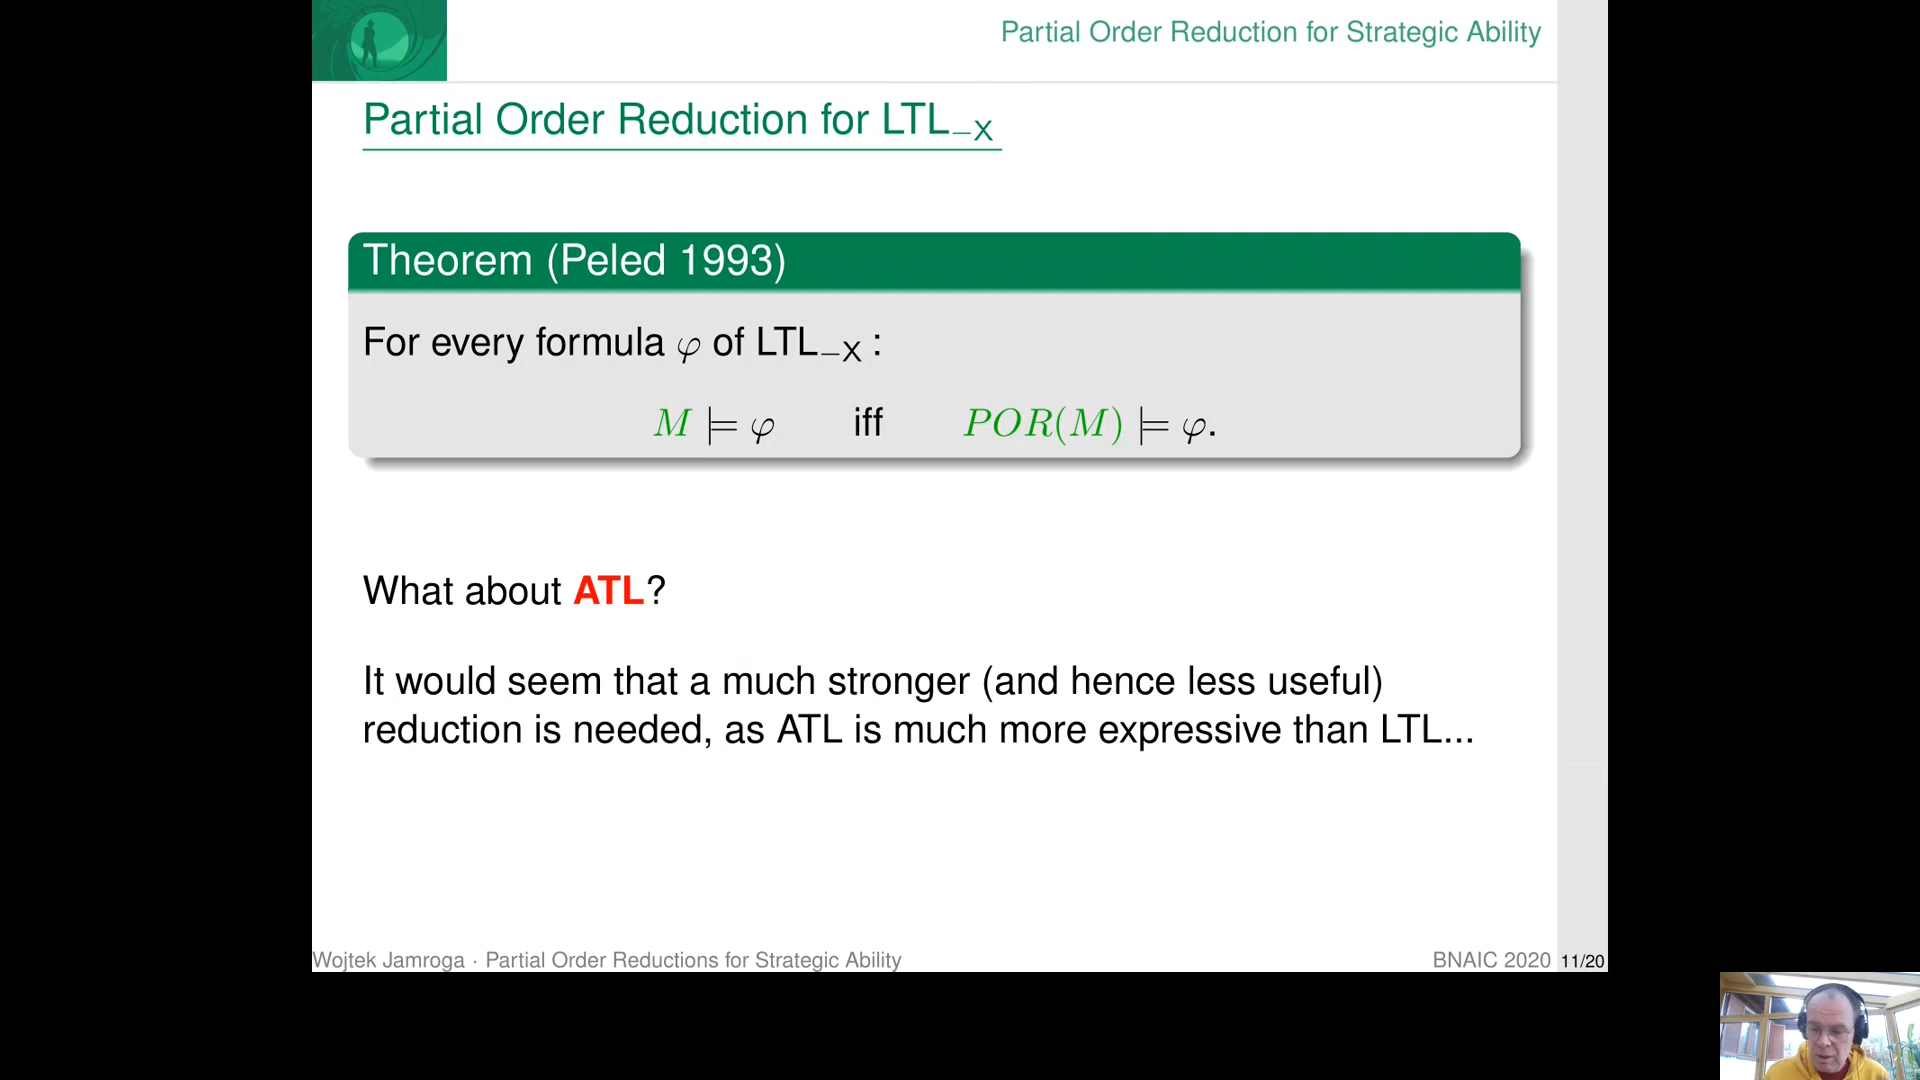 Partial Order Reduction for Strategic Ability
Partial Order Reduction for LTL₋X
Theorem (Peled 1993)
For every formula φ of LTL₋X :
M ⊨ φ iff POR(M) ⊨ φ.
What about ATL?
It would seem that a much stronger (and hence less useful)
reduction is needed, as ATL is much more expressive than LTL...
Wojtek Jamroga · Partial Order Reductions for Strategic Ability
BNAIC 2020 11/20